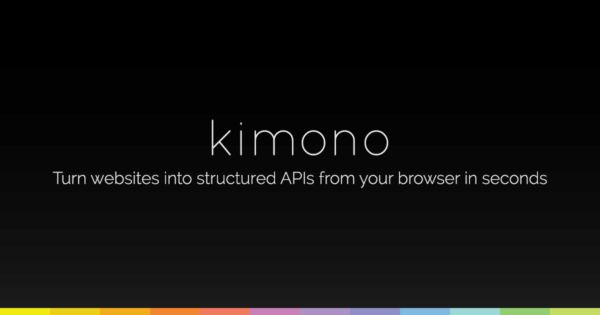 kimono
Turn websites into structured APIs from your browser in seconds